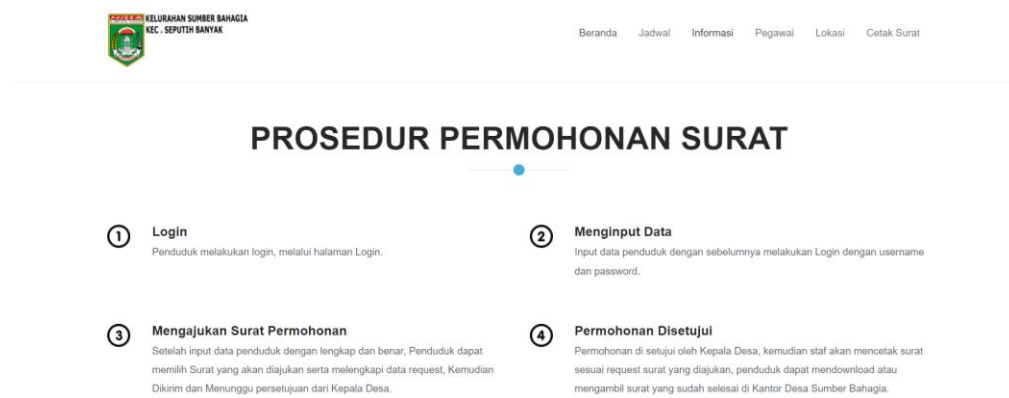 KELURAHAN SUMBER BAHAGIA
KEC . SEPUTIH BANYAK
Beranda Jadwal Informasi Pegawai Lokasi Cetak Surat
PROSEDUR PERMOHONAN SURAT
1 Login
Penduduk melakukan login, melalui halaman Login.
2 Menginput Data
Input data penduduk dengan sebelumnya melakukan Login dengan username
dan password.
3 Mengajukan Surat Permohonan
Setelah input data penduduk dengan lengkap dan benar, Penduduk dapat
memilih Surat yang akan diajukan serta melengkapi data request, Kemudian
Dikirim dan Menunggu persetujuan dari Kepala Desa.
4 Permohonan Disetujui
Permohonan di setujui oleh Kepala Desa, kemudian staf akan mencetak surat
sesuai request surat yang diajukan, penduduk dapat mendownload atau
mengambil surat yang sudah selesai di Kantor Desa Sumber Bahagia.